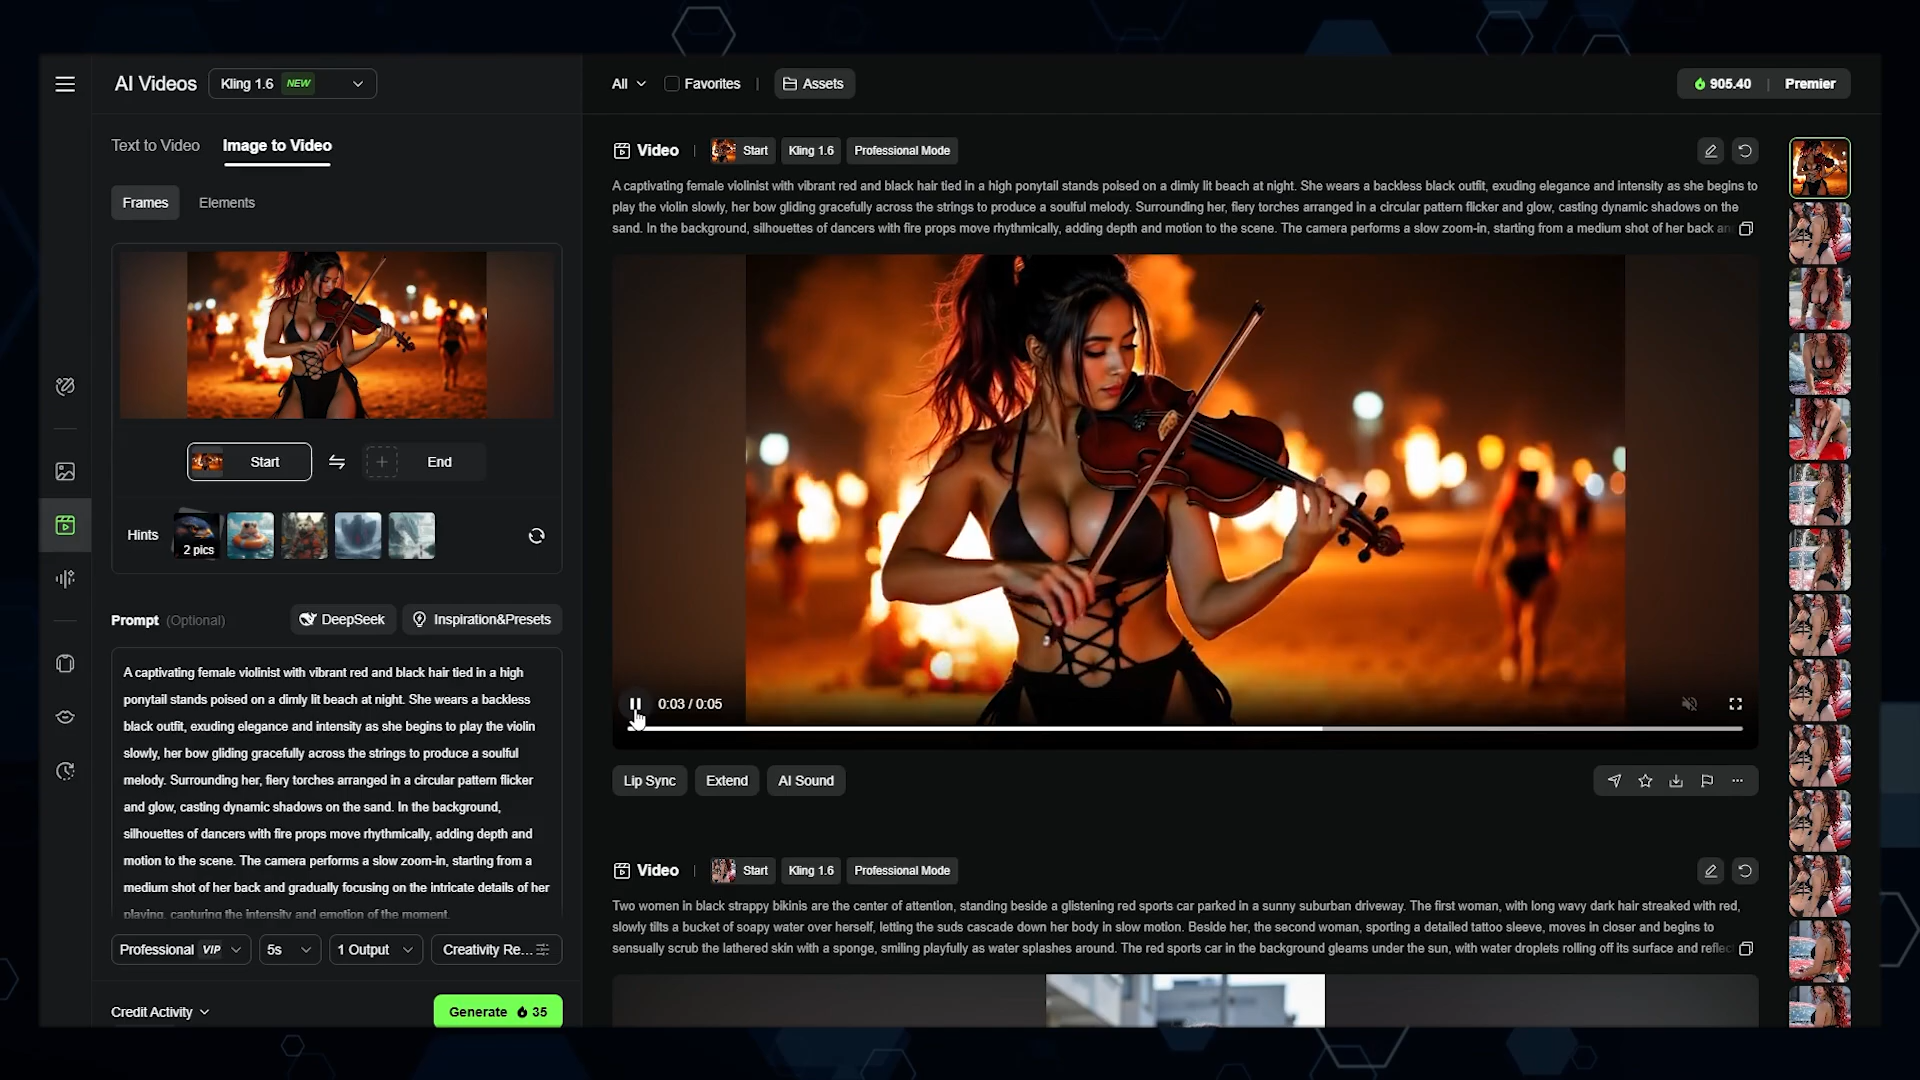 AI Videos Kling 1.6 NEW
All Favorites | Assets
905.40 | Premier
Text to Video Image to Video
Frames Elements
Start End
Hints 2 pics
Prompt (Optional) DeepSeek Inspiration&Presets
A captivating female violinist with vibrant red and black hair tied in a high
ponytail stands poised on a dimly lit beach at night. She wears a backless
black outfit, exuding elegance and intensity as she begins to play the violin
slowly, her bow gliding gracefully across the strings to produce a soulful
melody. Surrounding her, fiery torches arranged in a circular pattern flicker
and glow, casting dynamic shadows on the sand. In the background,
silhouettes of dancers with fire props move rhythmically, adding depth and
motion to the scene. The camera performs a slow zoom-in, starting from a
medium shot of her back and gradually focusing on the intricate details of her
playing, capturing the intensity and emotion of the moment.
Professional VIP 5s 1 Output Creativity Re...
Credit Activity Generate 35
Video | Start Kling 1.6 Professional Mode
A captivating female violinist with vibrant red and black hair tied in a high ponytail stands poised on a dimly lit beach at night. She wears a backless black outfit, exuding elegance and intensity as she begins to
play the violin slowly, her bow gliding gracefully across the strings to produce a soulful melody. Surrounding her, fiery torches arranged in a circular pattern flicker and glow, casting dynamic shadows on the
sand. In the background, silhouettes of dancers with fire props move rhythmically, adding depth and motion to the scene. The camera performs a slow zoom-in, starting from a medium shot of her back an
0:03 / 0:05
Lip Sync Extend AI Sound
Video | Start Kling 1.6 Professional Mode
Two women in black strappy bikinis are the center of attention, standing beside a glistening red sports car parked in a sunny suburban driveway. The first woman, with long wavy dark hair streaked with red,
slowly tilts a bucket of soapy water over herself, letting the suds cascade down her body in slow motion. Beside her, the second woman, sporting a detailed tattoo sleeve, moves in closer and begins to
sensually scrub the lathered skin with a sponge, smiling playfully as water splashes around. The red sports car in the background gleams under the sun, with water droplets rolling off its surface and reflec